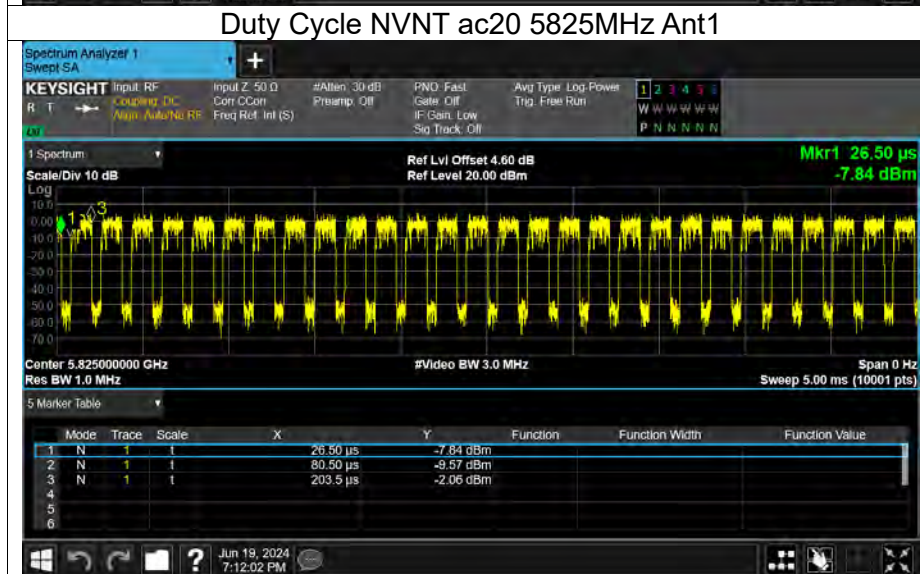 Duty Cycle NVNT ac20 5825MHz Ant1
Spectrum Analyzer 1
Swept SA
+
KEYSIGHT Input: RF Input Z: 50 Ω #Atten: 30 dB PNO: Fast Avg Type: Log-Power 1 2 3 4 5 6
R T Coupling: DC Corr CCorr Preamp: Off Gate: Off Trig: Free Run W W W W W W
Align: Auto/No RF Freq Ref: Int (S) IF Gain: Low
Sig Track: Off P N N N N N
1 Spectrum
Ref Lvl Offset 4.60 dB Mkr1 26.50 µs
Scale/Div 10 dB Ref Level 20.00 dBm -7.84 dBm
Log
10.0
0.00
-10.0
-20.0
-30.0
-40.0
-50.0
-60.0
-70.0
1 3
Center 5.825000000 GHz #Video BW 3.0 MHz Span 0 Hz
Res BW 1.0 MHz Sweep 5.00 ms (10001 pts)
5 Marker Table
Mode Trace Scale X Y Function Function Width Function Value
1 N 1 t 26.50 µs -7.84 dBm
2 N 1 t 80.50 µs -9.57 dBm
3 N 1 t 203.5 µs -2.06 dBm
4
5
6
? Jun 19, 2024
7:12:02 PM